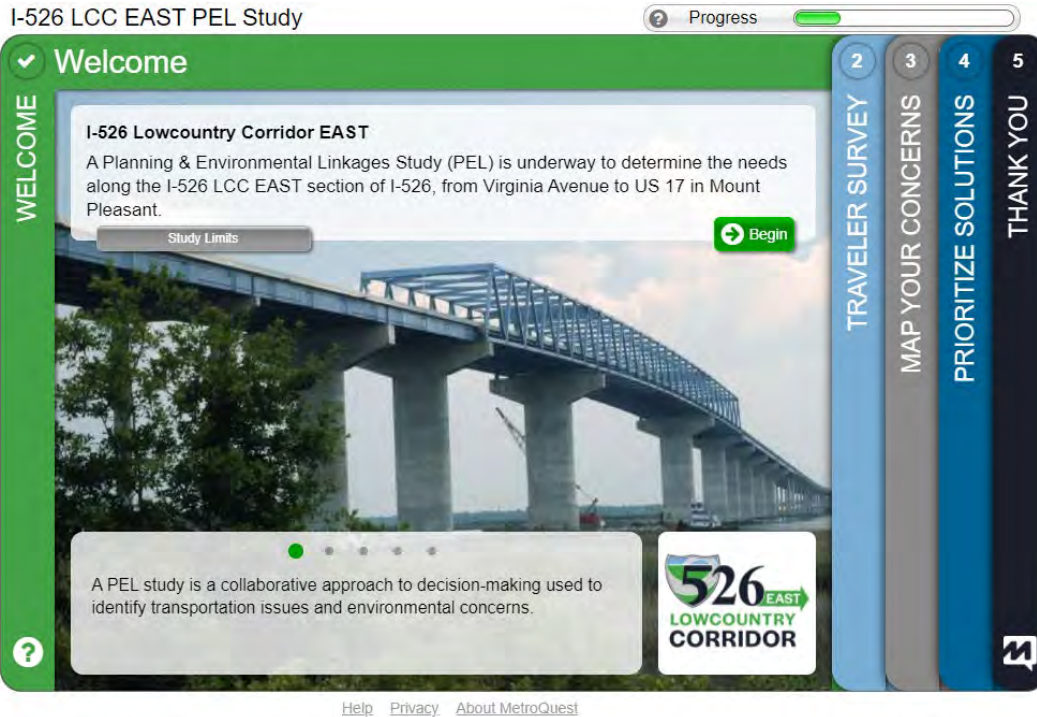 I-526 LCC EAST PEL Study
? Progress
Welcome
WELCOME
I-526 Lowcountry Corridor EAST
A Planning & Environmental Linkages Study (PEL) is underway to determine the needs
along the I-526 LCC EAST section of I-526, from Virginia Avenue to US 17 in Mount
Pleasant.
Study Limits
Begin
2
TRAVELER SURVEY
3
MAP YOUR CONCERNS
4
PRIORITIZE SOLUTIONS
5
THANK YOU
A PEL study is a collaborative approach to decision-making used to
identify transportation issues and environmental concerns.
526
EAST
LOWCOUNTRY
CORRIDOR
?
M
Help Privacy About MetroQuest